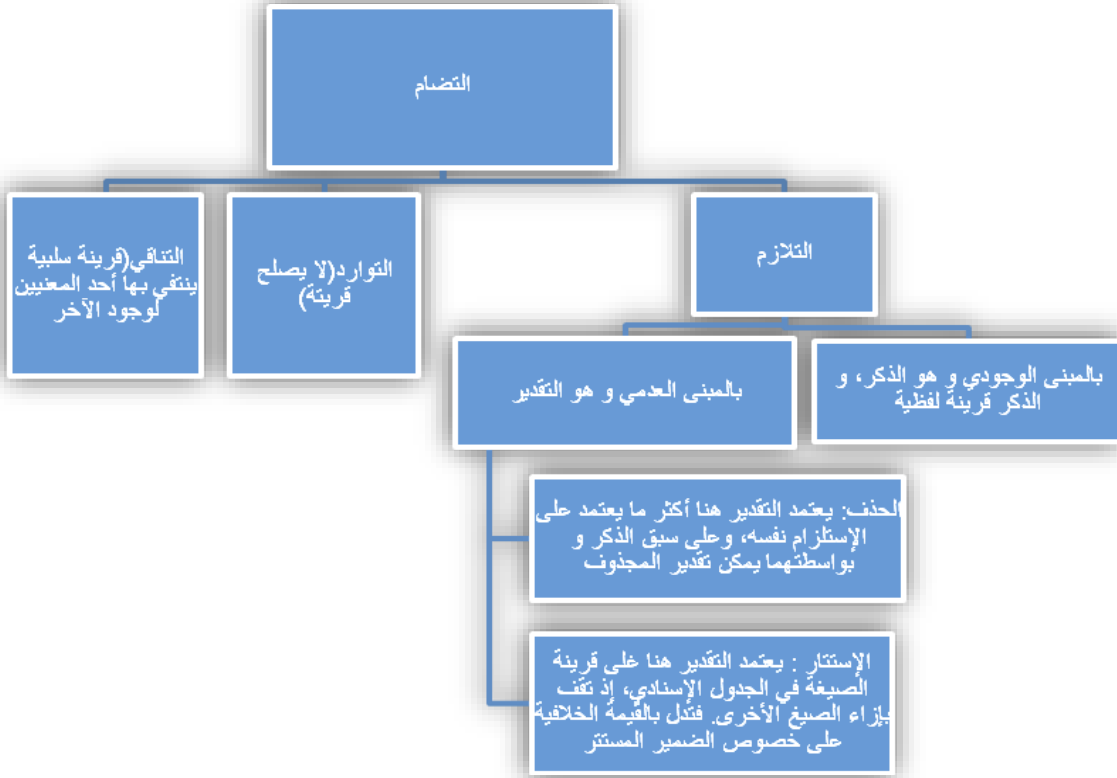 التضام
التلازم
التوارد(لا يصلح
قرينة)
التنافي(قرينة سلبية
ينتفي بها أحد المعنيين
لوجود الآخر
بالمبنى الوجودي و هو الذكر، و
الذكر قرينة لفظية
بالمبنى العدمي و هو التقدير
الحذف: يعتمد التقدير هنا أكثر ما يعتمد على
الإستلزام نفسه، وعلى سبق الذكر و
بواسطتهما يمكن تقدير المجذوف
الإستتار : يعتمد التقدير هنا غلى قرينة
الصيغة في الجدول الإسنادي، إذ تقف
بإزاء الصيغ الأخرى. فتدل بالقيمة الخلافية
على خصوص الضمير المستتر